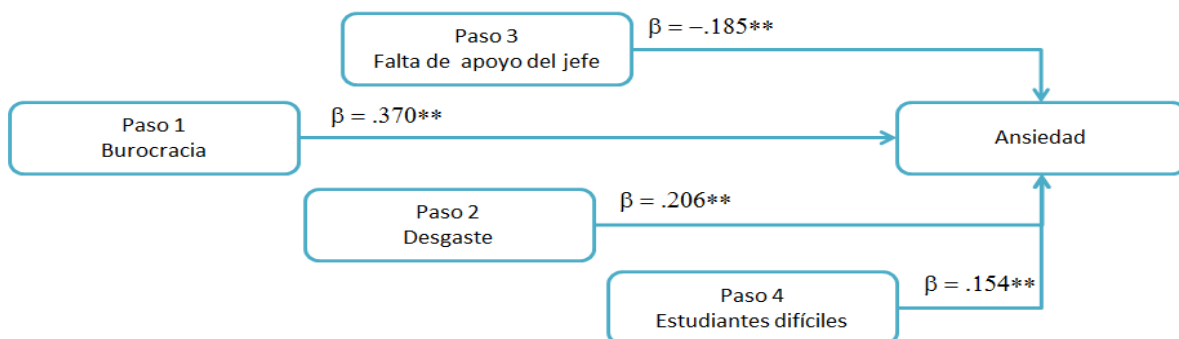 Paso 3
Falta de apoyo del jefe
β = −.185**
Paso 1
Burocracia
β = .370**
Ansiedad
Paso 2
Desgaste
β = .206**
Paso 4
Estudiantes difíciles
β = .154**